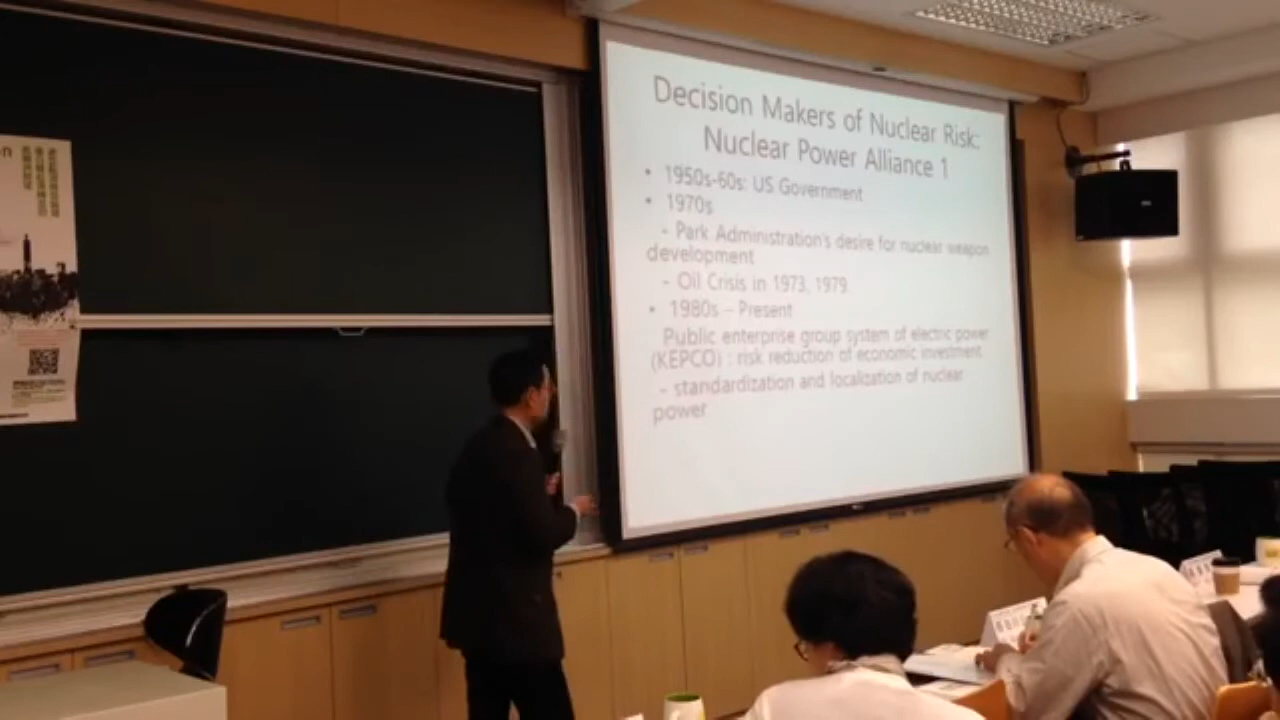 Decision Makers of Nuclear Risk:
Nuclear Power Alliance 1
• 1950s-60s: US Government
• 1970s
- Park Administration's desire for nuclear weapon
development
- Oil Crisis in 1973, 1979
• 1980s – Present
Public enterprise group system of electric power
(KEPCO) : risk reduction of economic investment
- standardization and localization of nuclear
power
on